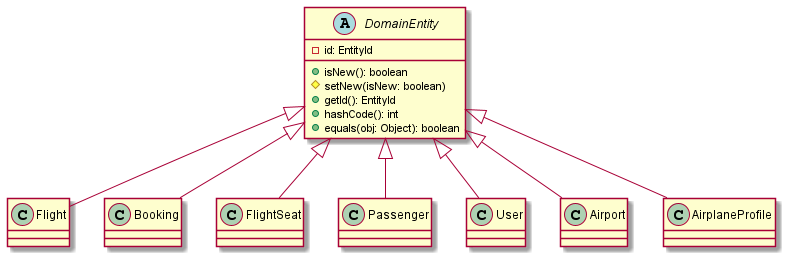 A DomainEntity
id: EntityId
isNew(): boolean
setNew(isNew: boolean)
getId(): EntityId
hashCode(): int
equals(obj: Object): boolean
C Flight
C Booking
C FlightSeat
C Passenger
C User
C Airport
C AirplaneProfile